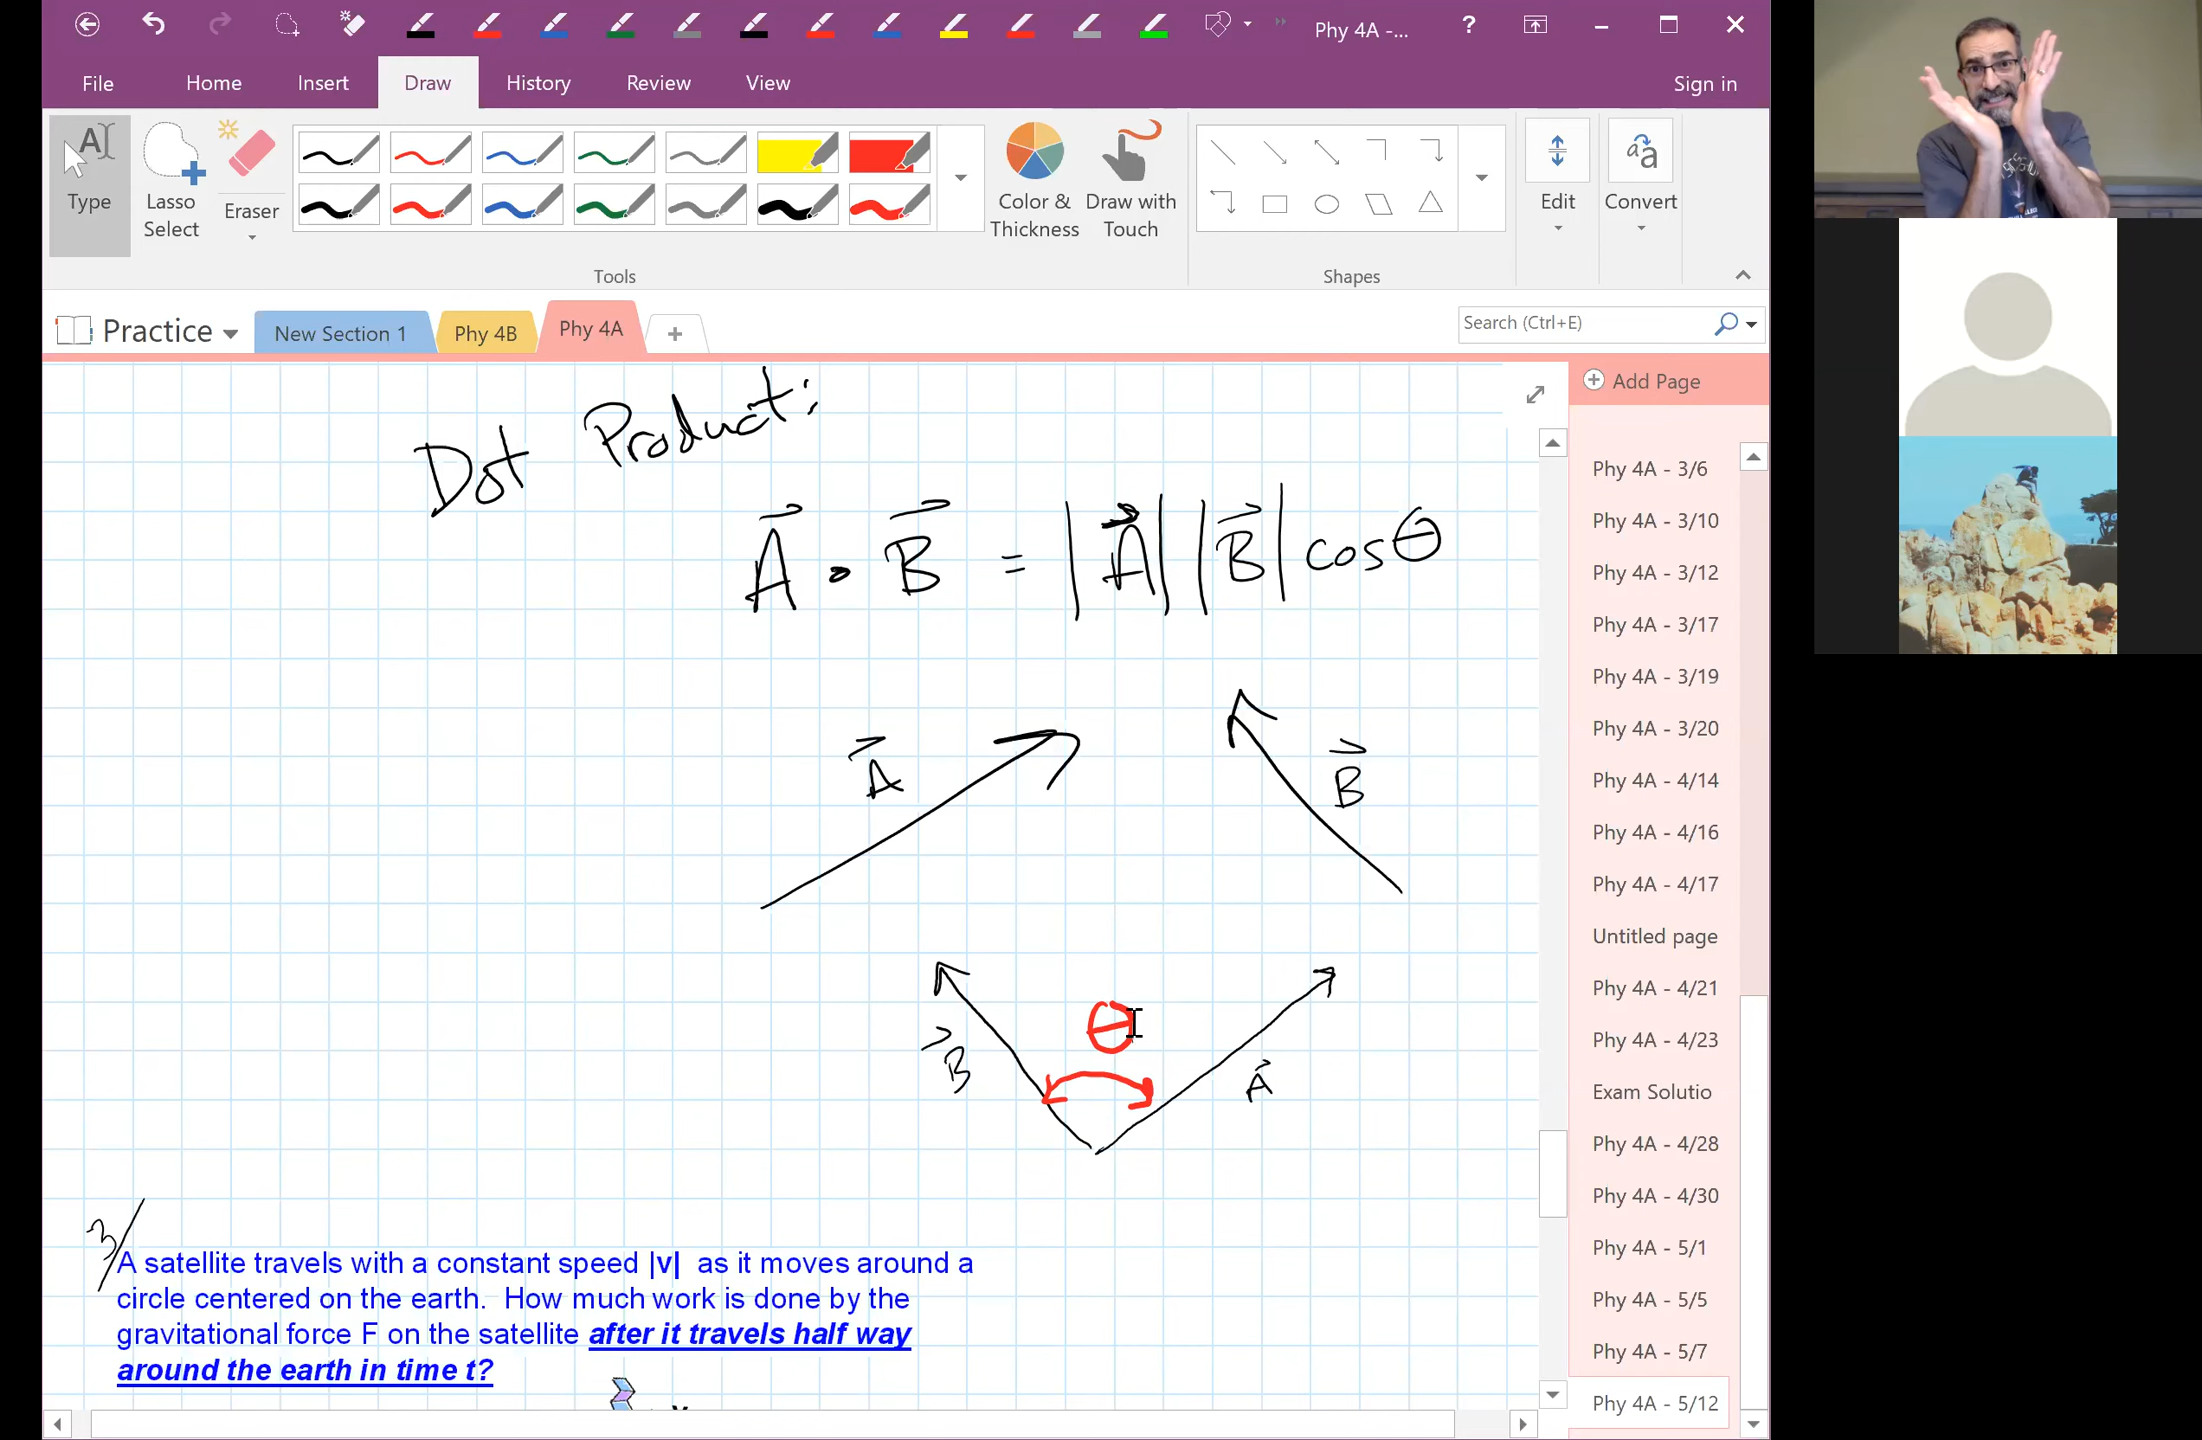 Phy 4A -...
?
File Home Insert Draw History Review View Sign in
Type
Lasso Select
Eraser
Color & Thickness
Draw with Touch
Edit
Convert
Tools
Shapes
Practice New Section 1 Phy 4B Phy 4A +
Search (Ctrl+E)
Add Page
Phy 4A - 3/6
Phy 4A - 3/10
Phy 4A - 3/12
Phy 4A - 3/17
Phy 4A - 3/19
Phy 4A - 3/20
Phy 4A - 4/14
Phy 4A - 4/16
Phy 4A - 4/17
Untitled page
Phy 4A - 4/21
Phy 4A - 4/23
Exam Solutio
Phy 4A - 4/28
Phy 4A - 4/30
Phy 4A - 5/1
Phy 4A - 5/5
Phy 4A - 5/7
Phy 4A - 5/12
Dot Product:
A⃗ • B⃗ = |A⃗| |B⃗| cosθ
A⃗
B⃗
θ
B⃗
A⃗
3/
A satellite travels with a constant speed |v| as it moves around a
circle centered on the earth. How much work is done by the
gravitational force F on the satellite after it travels half way
around the earth in time t?